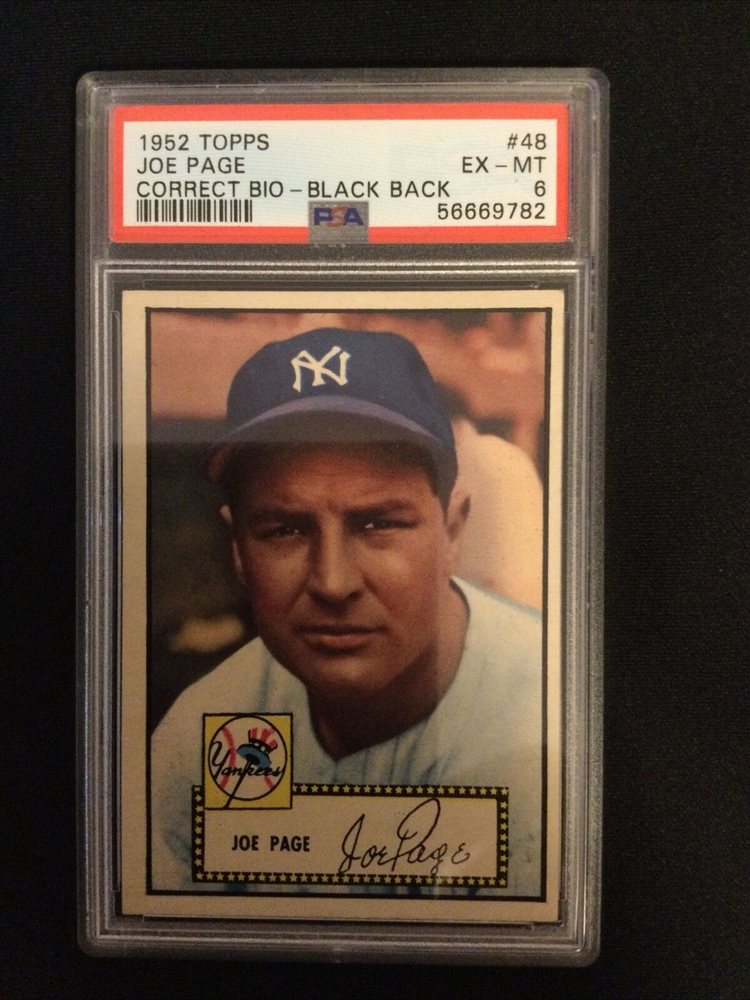 1952 TOPPS #48
JOE PAGE EX-MT
CORRECT BIO-BLACK BACK 6
PSA 56669782
NY
Yankees
JOE PAGE Joe Page